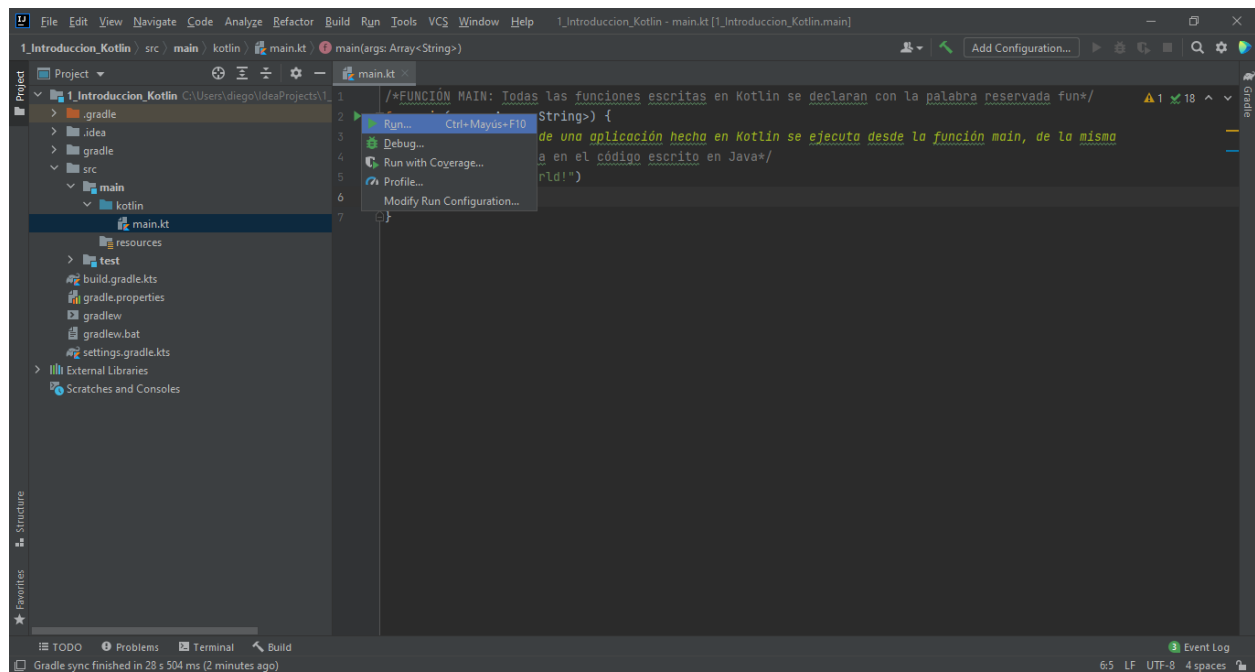 File Edit View Navigate Code Analyze Refactor Build Run Tools VCS Window Help 1_Introduccion_Kotlin - main.kt [1_Introduccion_Kotlin.main]
1_Introduccion_Kotlin src main kotlin main.kt main(args: Array<String>) Add Configuration...
Project main.kt
1_Introduccion_Kotlin C:\Users\diego\IdeaProjects\1_
.gradle
.idea
gradle
src
main
kotlin
main.kt
resources
test
build.gradle.kts
gradle.properties
gradlew
gradlew.bat
settings.gradle.kts
External Libraries
Scratches and Consoles
1 /*FUNCIÓN MAIN: Todas las funciones escritas en Kotlin se declaran con la palabra reservada fun*/
2 String>) {
3 de una aplicación hecha en Kotlin se ejecuta desde la función main, de la misma
4 a en el código escrito en Java*/
5 rld!")
6
7 }
Run... Ctrl+Mayús+F10
Debug...
Run with Coverage...
Profile...
Modify Run Configuration...
1 18
Project
Structure
Favorites
Gradle
TODO Problems Terminal Build 3 Event Log
Gradle sync finished in 28 s 504 ms (2 minutes ago) 6:5 LF UTF-8 4 spaces